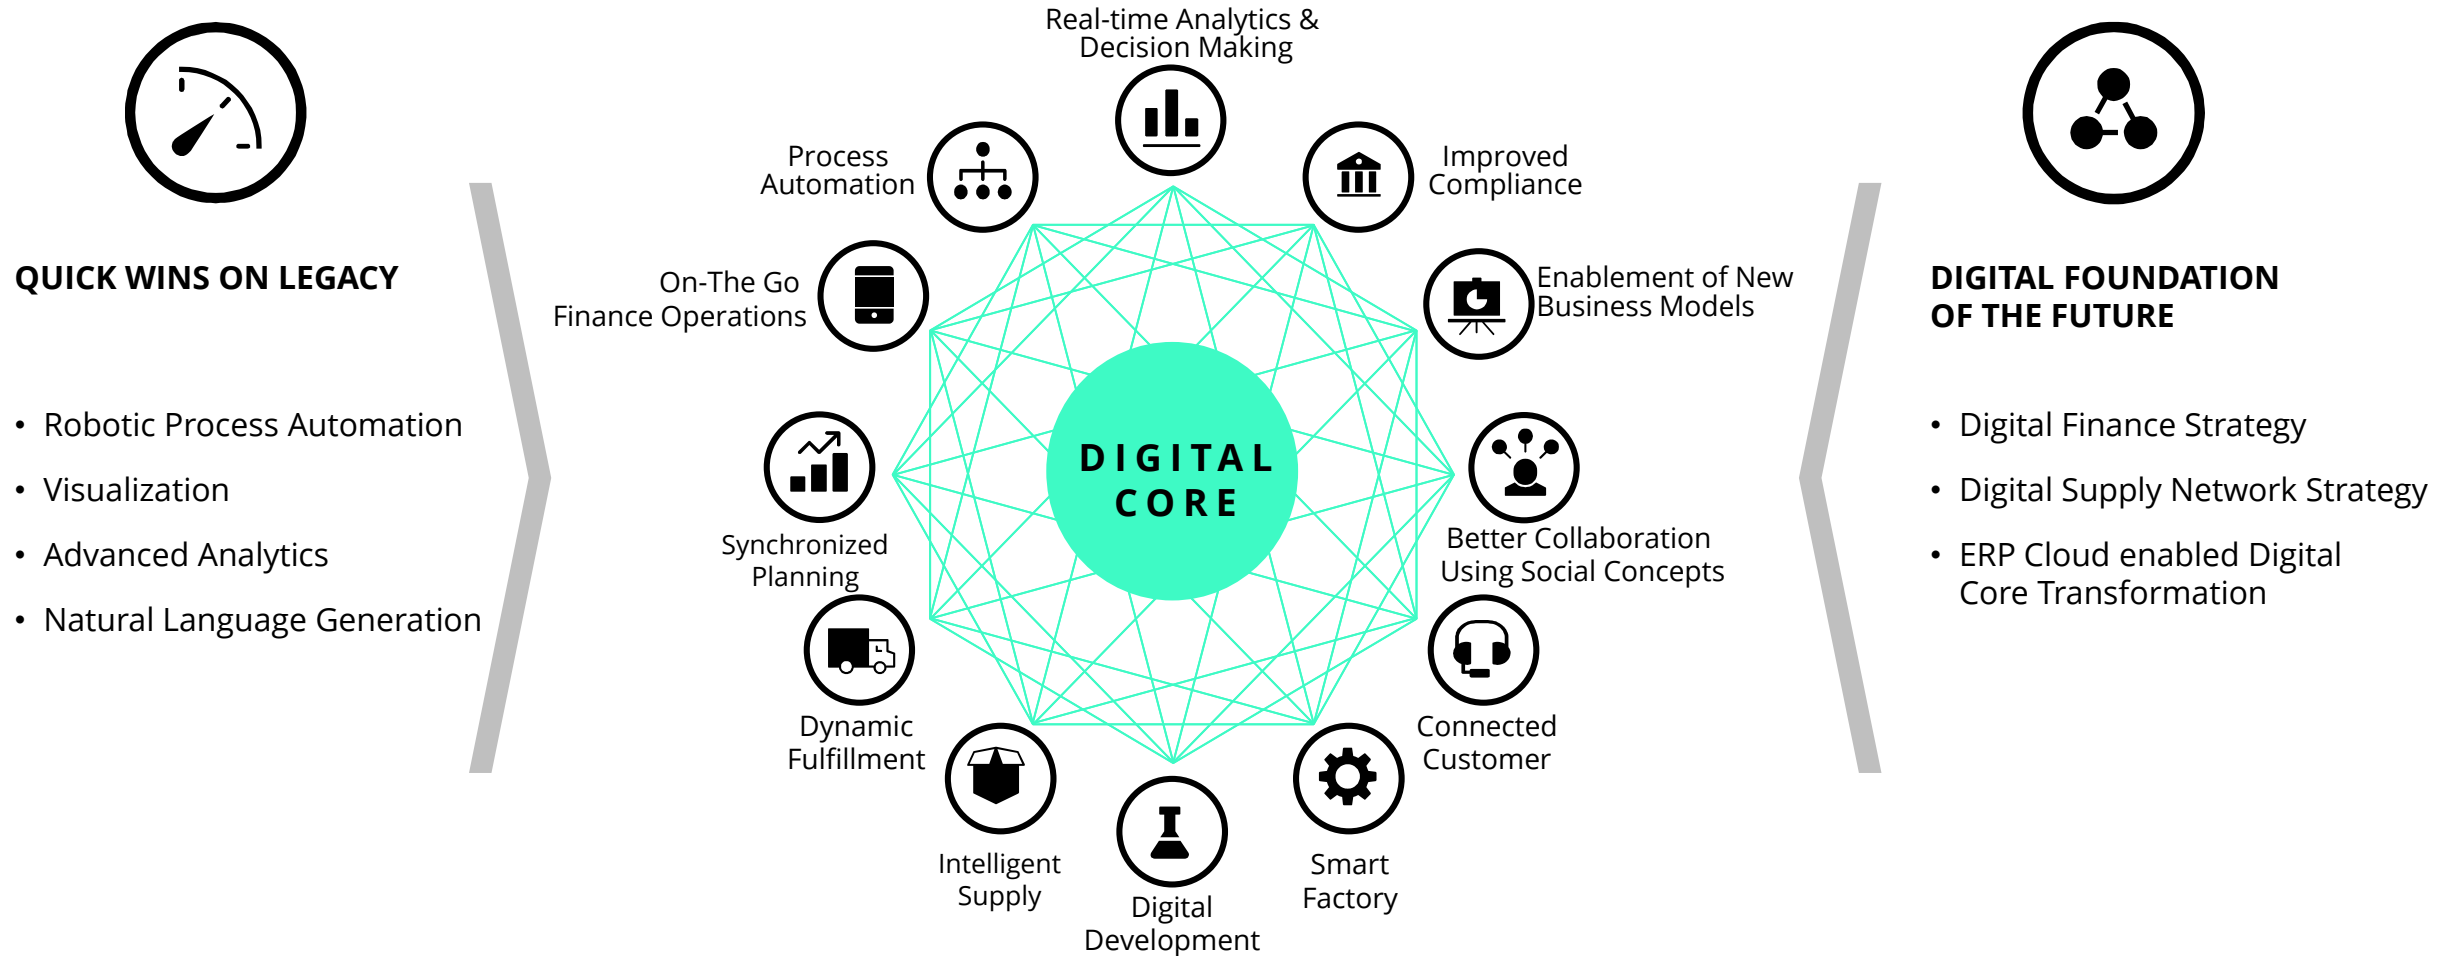 QUICK WINS ON LEGACY
• Robotic Process Automation
• Visualization
• Advanced Analytics
• Natural Language Generation
Real-time Analytics &
Decision Making
Process
Automation
Improved
Compliance
On-The Go
Finance Operations
Enablement of New
Business Models
DIGITAL
CORE
Synchronized
Planning
Better Collaboration
Using Social Concepts
Dynamic
Fulfillment
Connected
Customer
Intelligent
Supply
Digital
Development
Smart
Factory
DIGITAL FOUNDATION
OF THE FUTURE
• Digital Finance Strategy
• Digital Supply Network Strategy
• ERP Cloud enabled Digital
Core Transformation